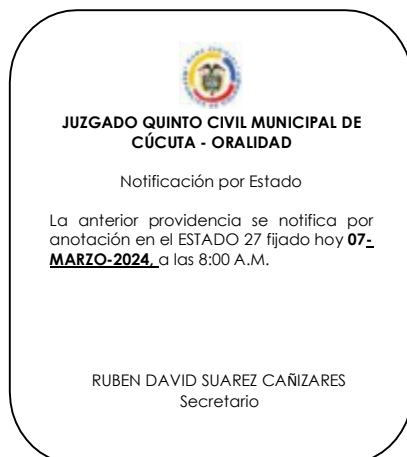 JUZGADO QUINTO CIVIL MUNICIPAL DE
CÚCUTA - ORALIDAD
Notificación por Estado
La anterior providencia se notifica por
anotación en el ESTADO 27 fijado hoy 07-
MARZO-2024, a las 8:00 A.M.
RUBEN DAVID SUAREZ CAÑIZARES
Secretario